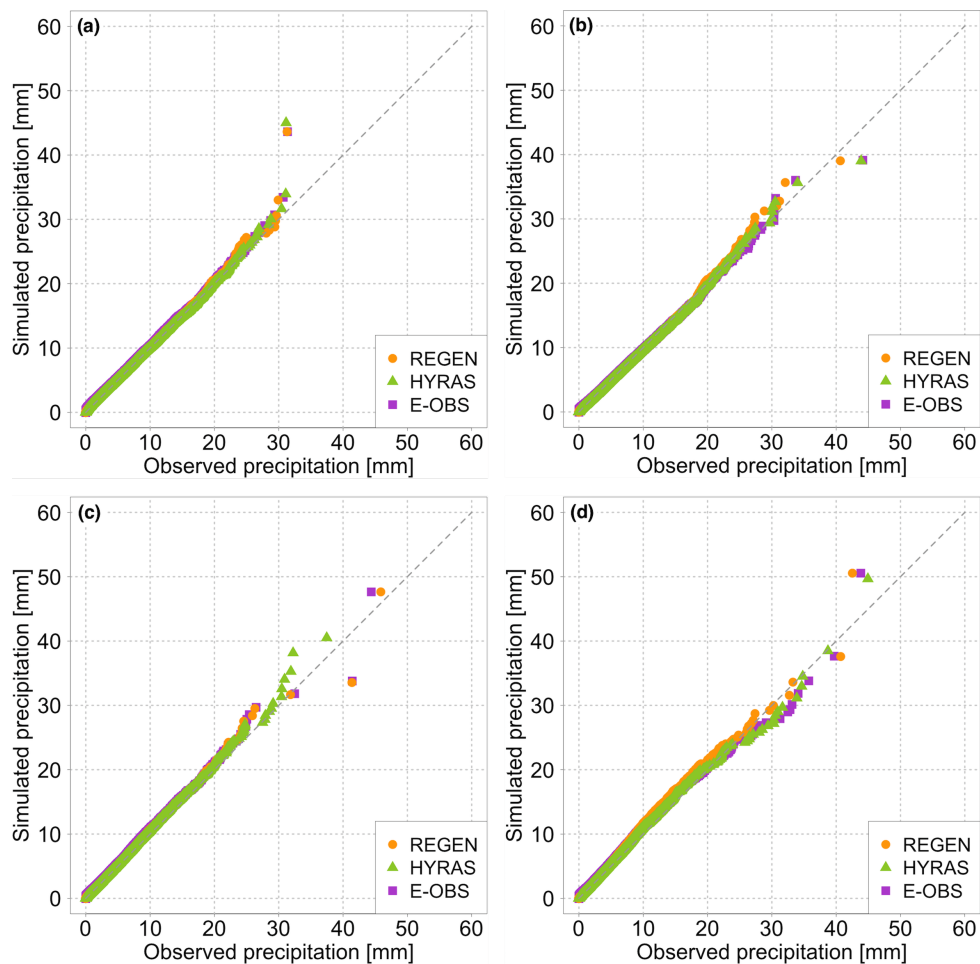 (a)
60
50
40
30
20
10
0
Simulated precipitation [mm]
REGEN
HYRAS
E-OBS
0 10 20 30 40 50 60
Observed precipitation [mm]
(b)
60
50
40
30
20
10
0
Simulated precipitation [mm]
REGEN
HYRAS
E-OBS
0 10 20 30 40 50 60
Observed precipitation [mm]
(c)
60
50
40
30
20
10
0
Simulated precipitation [mm]
REGEN
HYRAS
E-OBS
0 10 20 30 40 50 60
Observed precipitation [mm]
(d)
60
50
40
30
20
10
0
Simulated precipitation [mm]
REGEN
HYRAS
E-OBS
0 10 20 30 40 50 60
Observed precipitation [mm]